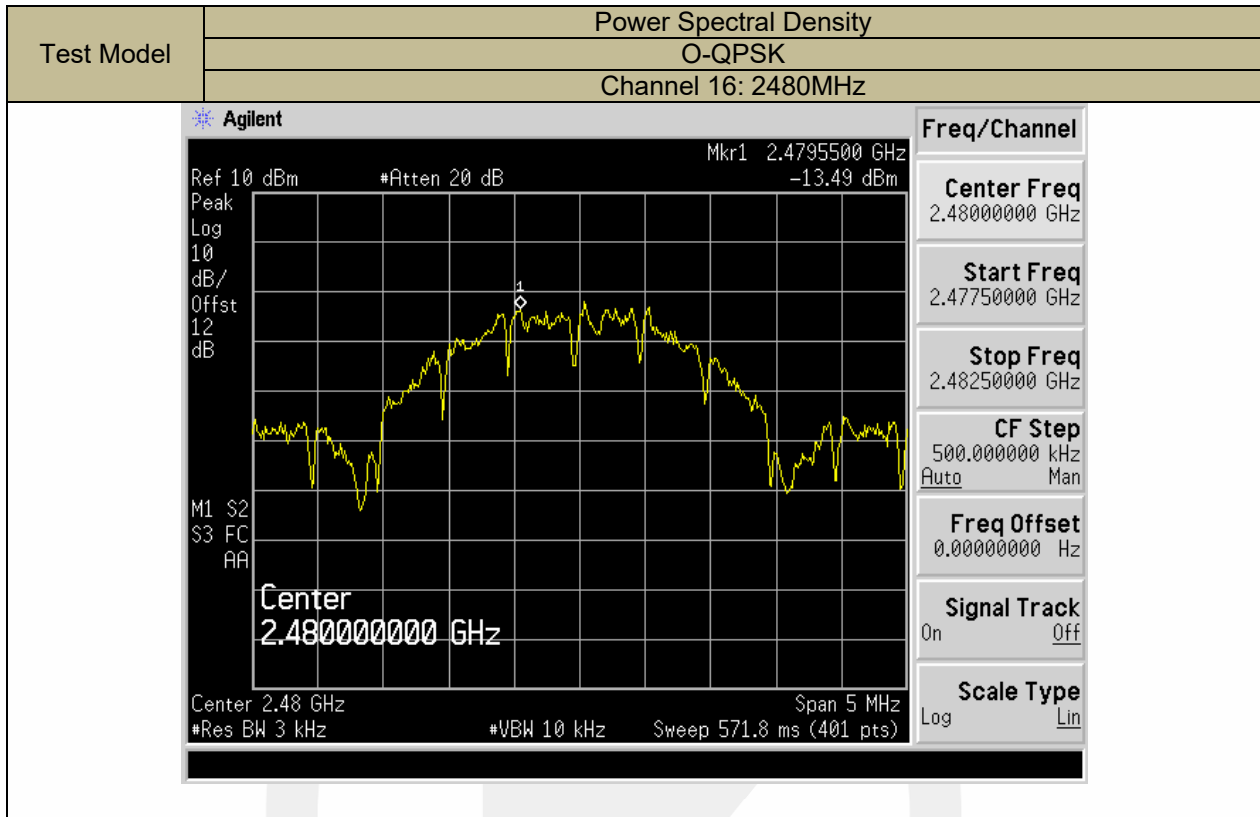 Power Spectral Density
Test Model
O-QPSK
Channel 16: 2480MHz
Agilent
Freq/Channel
Mkr1 2.4795500 GHz
Ref 10 dBm #Atten 20 dB -13.49 dBm
Peak
Log
10
dB/
Offst
12
dB
1
M1 S2
S3 FC
AA
Center
2.480000000 GHz
Center 2.48 GHz Span 5 MHz
#Res BW 3 kHz #VBW 10 kHz Sweep 571.8 ms (401 pts)
Center Freq
2.48000000 GHz
Start Freq
2.47750000 GHz
Stop Freq
2.48250000 GHz
CF Step
500.000000 kHz
Auto Man
Freq Offset
0.00000000 Hz
Signal Track
On Off
Scale Type
Log Lin